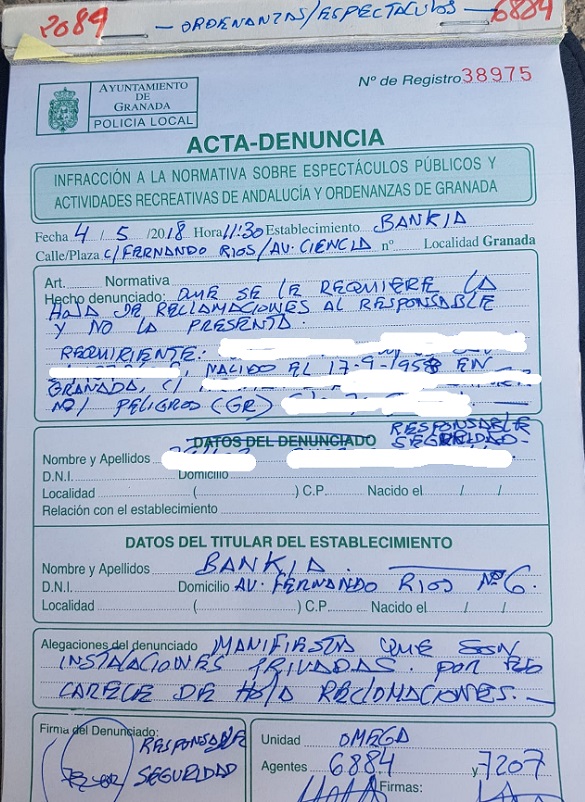 2089 - ORDENANZAS/ESPECTACULOS - 6884
AYUNTAMIENTO
DE
GRANADA
POLICIA LOCAL
Nº de Registro 38975
ACTA-DENUNCIA
INFRACCIÓN A LA NORMATIVA SOBRE ESPECTÁCULOS PÚBLICOS Y
ACTIVIDADES RECREATIVAS DE ANDALUCÍA Y ORDENANZAS DE GRANADA
Fecha 4 / 5 /2018 Hora 11:30 Establecimiento BANKIA
Calle/Plaza C/FERNANDO RIOS/AV. CIENCIA nº Localidad Granada
Art. Normativa
Hecho denunciado: QUE SE LE REQUIERE LA
HOJA DE RECLAMACIONES AL RESPONSABLE
Y NO LA PRESENTA.
REQUIRIENTE:
, NACIDO EL 17-9-1958 EN
GRANADA, C/
Nº/ PELIGROS (GR)
RESPONSABLE
DATOS DEL DENUNCIADO SEGURIDAD-
Nombre y Apellidos
D.N.I. Domicilio
Localidad ( ) C.P. Nacido el / /
Relación con el establecimiento
DATOS DEL TITULAR DEL ESTABLECIMIENTO
Nombre y Apellidos BANKIA.
D.N.I. Domicilio AV. FERNANDO RIOS Nº 6.
Localidad ( ) C.P. Nacido el / /
Alegaciones del denunciado MANIFIESTA QUE SON
INSTALACIONES PRIVADAS. POR
CARECE DE HOJA RECLAMACIONES.-
Firma del Denunciado:
RESPONSABLE
SEGURIDAD
Unidad OMEGA
Agentes 6884 y 7207
Firmas: